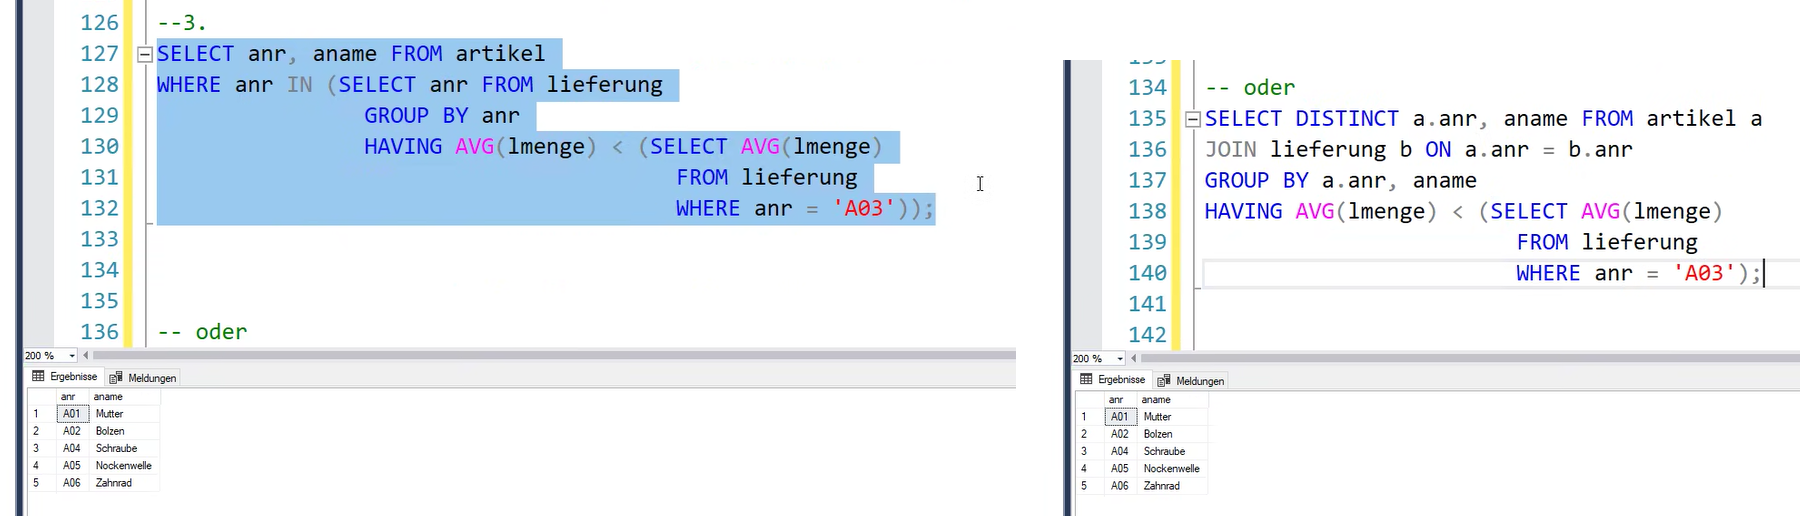 126 --3.
127 SELECT anr, aname FROM artikel
128 WHERE anr IN (SELECT anr FROM lieferung
129 GROUP BY anr
130 HAVING AVG(lmenge) < (SELECT AVG(lmenge)
131 FROM lieferung
132 WHERE anr = 'A03'));
133
134
135
136 -- oder
200 %
Ergebnisse Meldungen
anr aname
1 A01 Mutter
2 A02 Bolzen
3 A04 Schraube
4 A05 Nockenwelle
5 A06 Zahnrad
134 -- oder
135 SELECT DISTINCT a.anr, aname FROM artikel a
136 JOIN lieferung b ON a.anr = b.anr
137 GROUP BY a.anr, aname
138 HAVING AVG(lmenge) < (SELECT AVG(lmenge)
139 FROM lieferung
140 WHERE anr = 'A03');
141
142
200 %
Ergebnisse Meldungen
anr aname
1 A01 Mutter
2 A02 Bolzen
3 A04 Schraube
4 A05 Nockenwelle
5 A06 Zahnrad